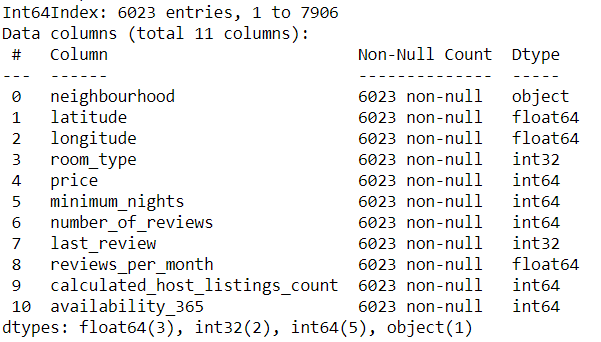 Int64Index: 6023 entries, 1 to 7906
Data columns (total 11 columns):
 #   Column                          Non-Null Count  Dtype
---  ------                          --------------  -----
 0   neighbourhood                   6023 non-null   object
 1   latitude                        6023 non-null   float64
 2   longitude                       6023 non-null   float64
 3   room_type                       6023 non-null   int32
 4   price                           6023 non-null   int64
 5   minimum_nights                  6023 non-null   int64
 6   number_of_reviews               6023 non-null   int64
 7   last_review                     6023 non-null   int32
 8   reviews_per_month               6023 non-null   float64
 9   calculated_host_listings_count  6023 non-null   int64
 10  availability_365                6023 non-null   int64
dtypes: float64(3), int32(2), int64(5), object(1)